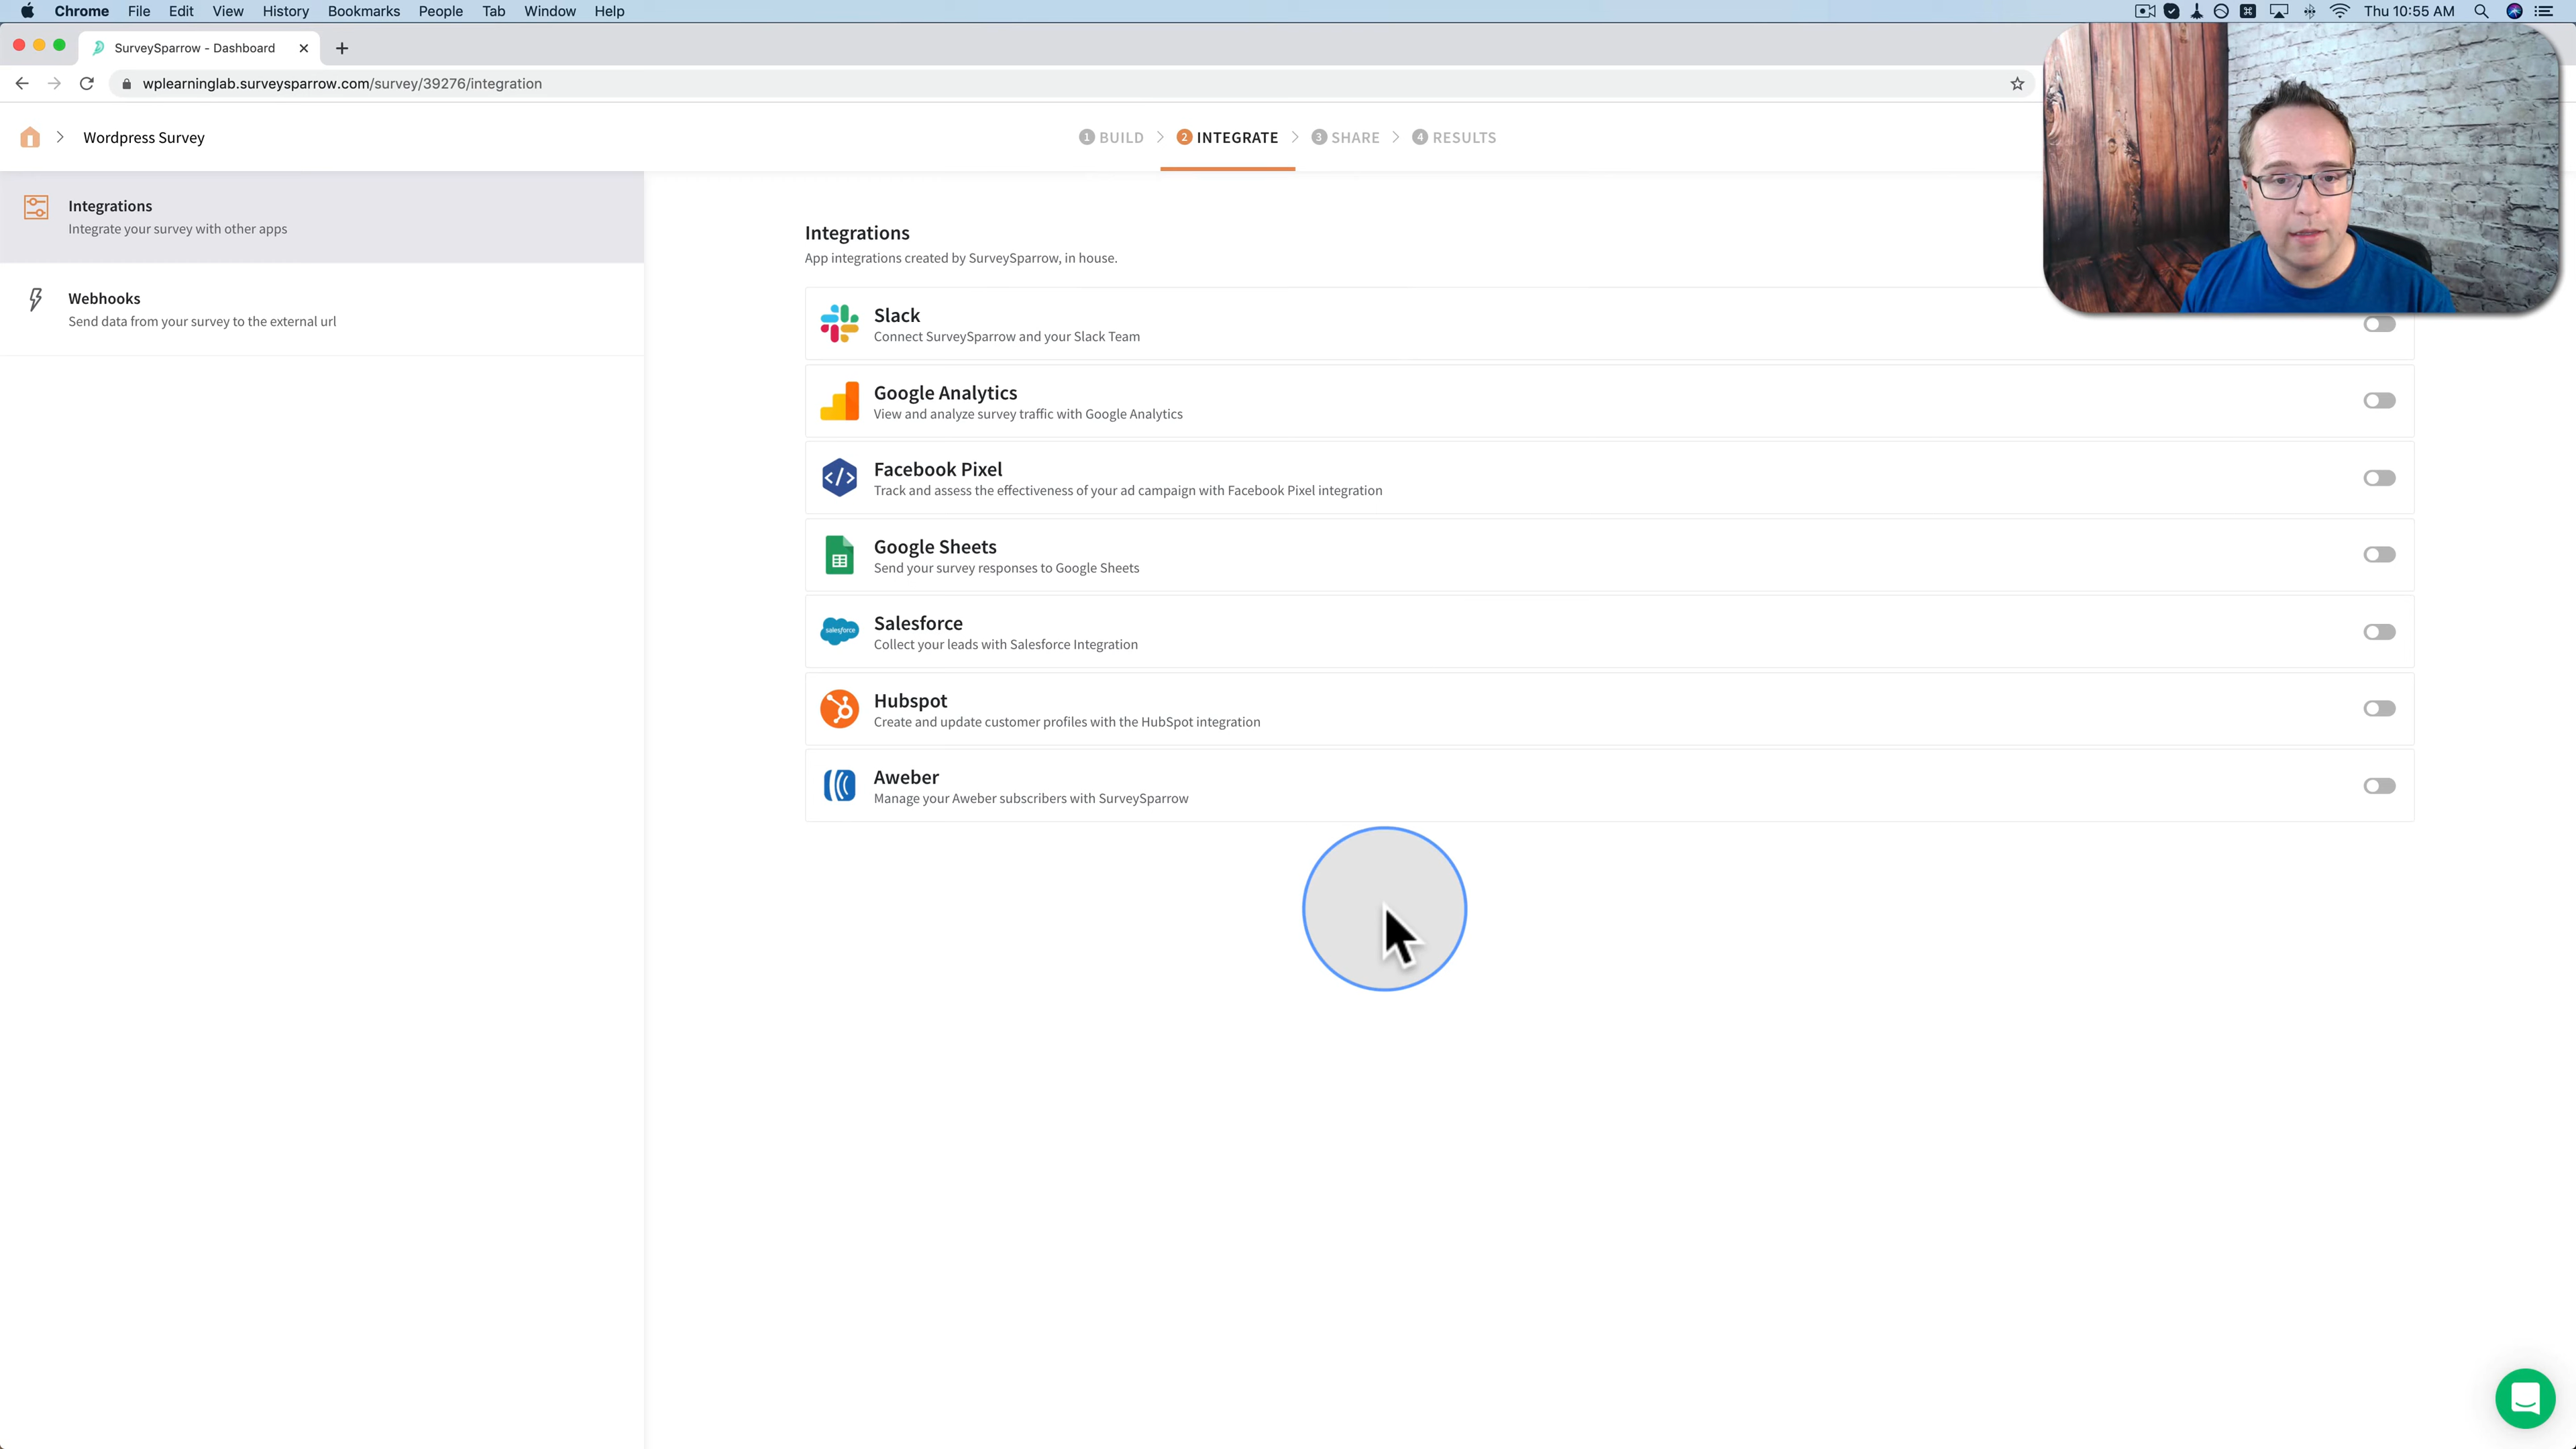 Chrome File Edit View History Bookmarks People Tab Window Help
Thu 10:55 AM
SurveySparrow - Dashboard
wplearninglab.surveysparrow.com/survey/39276/integration
Wordpress Survey
1 BUILD
2 INTEGRATE
3 SHARE
4 RESULTS
Integrations
Integrate your survey with other apps
Webhooks
Send data from your survey to the external url
Integrations
App integrations created by SurveySparrow, in house.
Slack
Connect SurveySparrow and your Slack Team
Google Analytics
View and analyze survey traffic with Google Analytics
Facebook Pixel
Track and assess the effectiveness of your ad campaign with Facebook Pixel integration
Google Sheets
Send your survey responses to Google Sheets
salesforce
Salesforce
Collect your leads with Salesforce Integration
Hubspot
Create and update customer profiles with the HubSpot integration
Aweber
Manage your Aweber subscribers with SurveySparrow